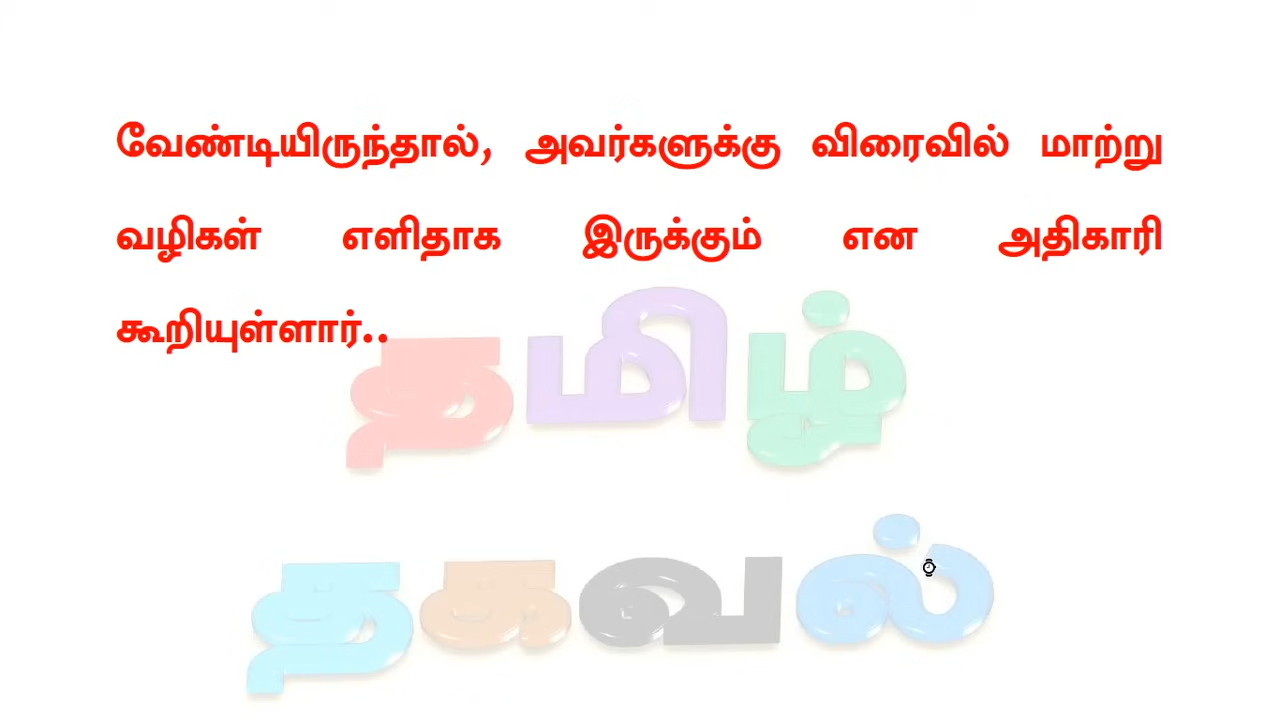 வேண்டியிருந்தால், அவர்களுக்கு விரைவில் மாற்று
வழிகள் எளிதாக இருக்கும் என அதிகாரி
கூறியுள்ளார்..
தமிழ்
தகவல்